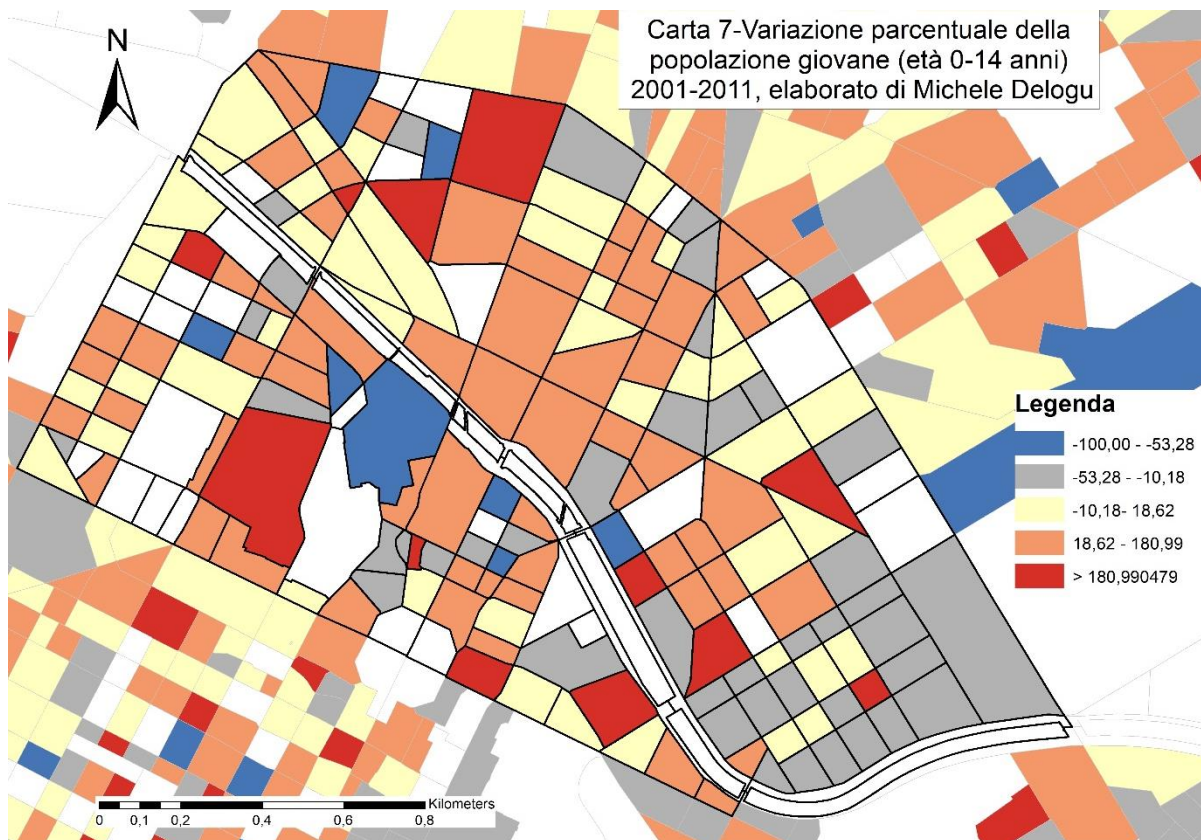 Carta 7-Variazione parcentuale della
popolazione giovane (età 0-14 anni)
2001-2011, elaborato di Michele Delogu
N
Legenda
-100,00 - -53,28
-53,28 - -10,18
-10,18- 18,62
18,62 - 180,99
> 180,990479
Kilometers
0 0,1 0,2 0,4 0,6 0,8